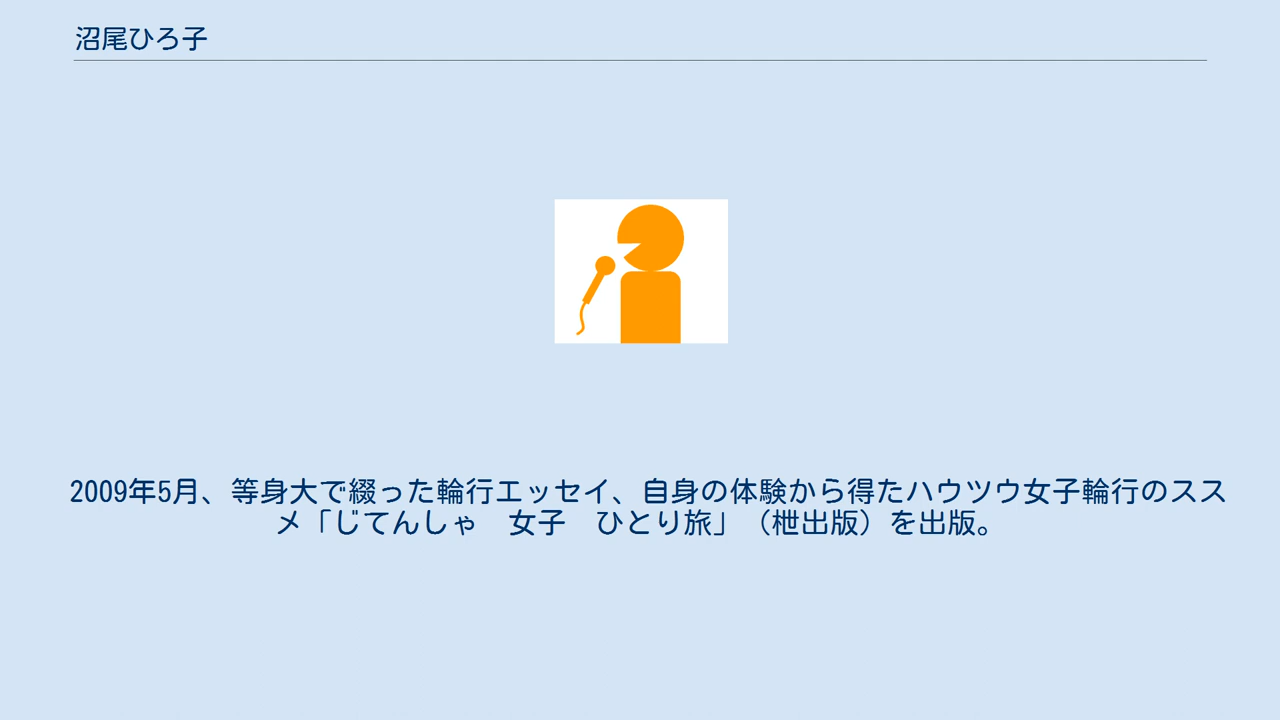 沼尾ひろ子
2009年5月、等身大で綴った輪行エッセイ、自身の体験から得たハウツウ女子輪行のスス
メ「じてんしゃ　女子　ひとり旅」（枻出版）を出版。